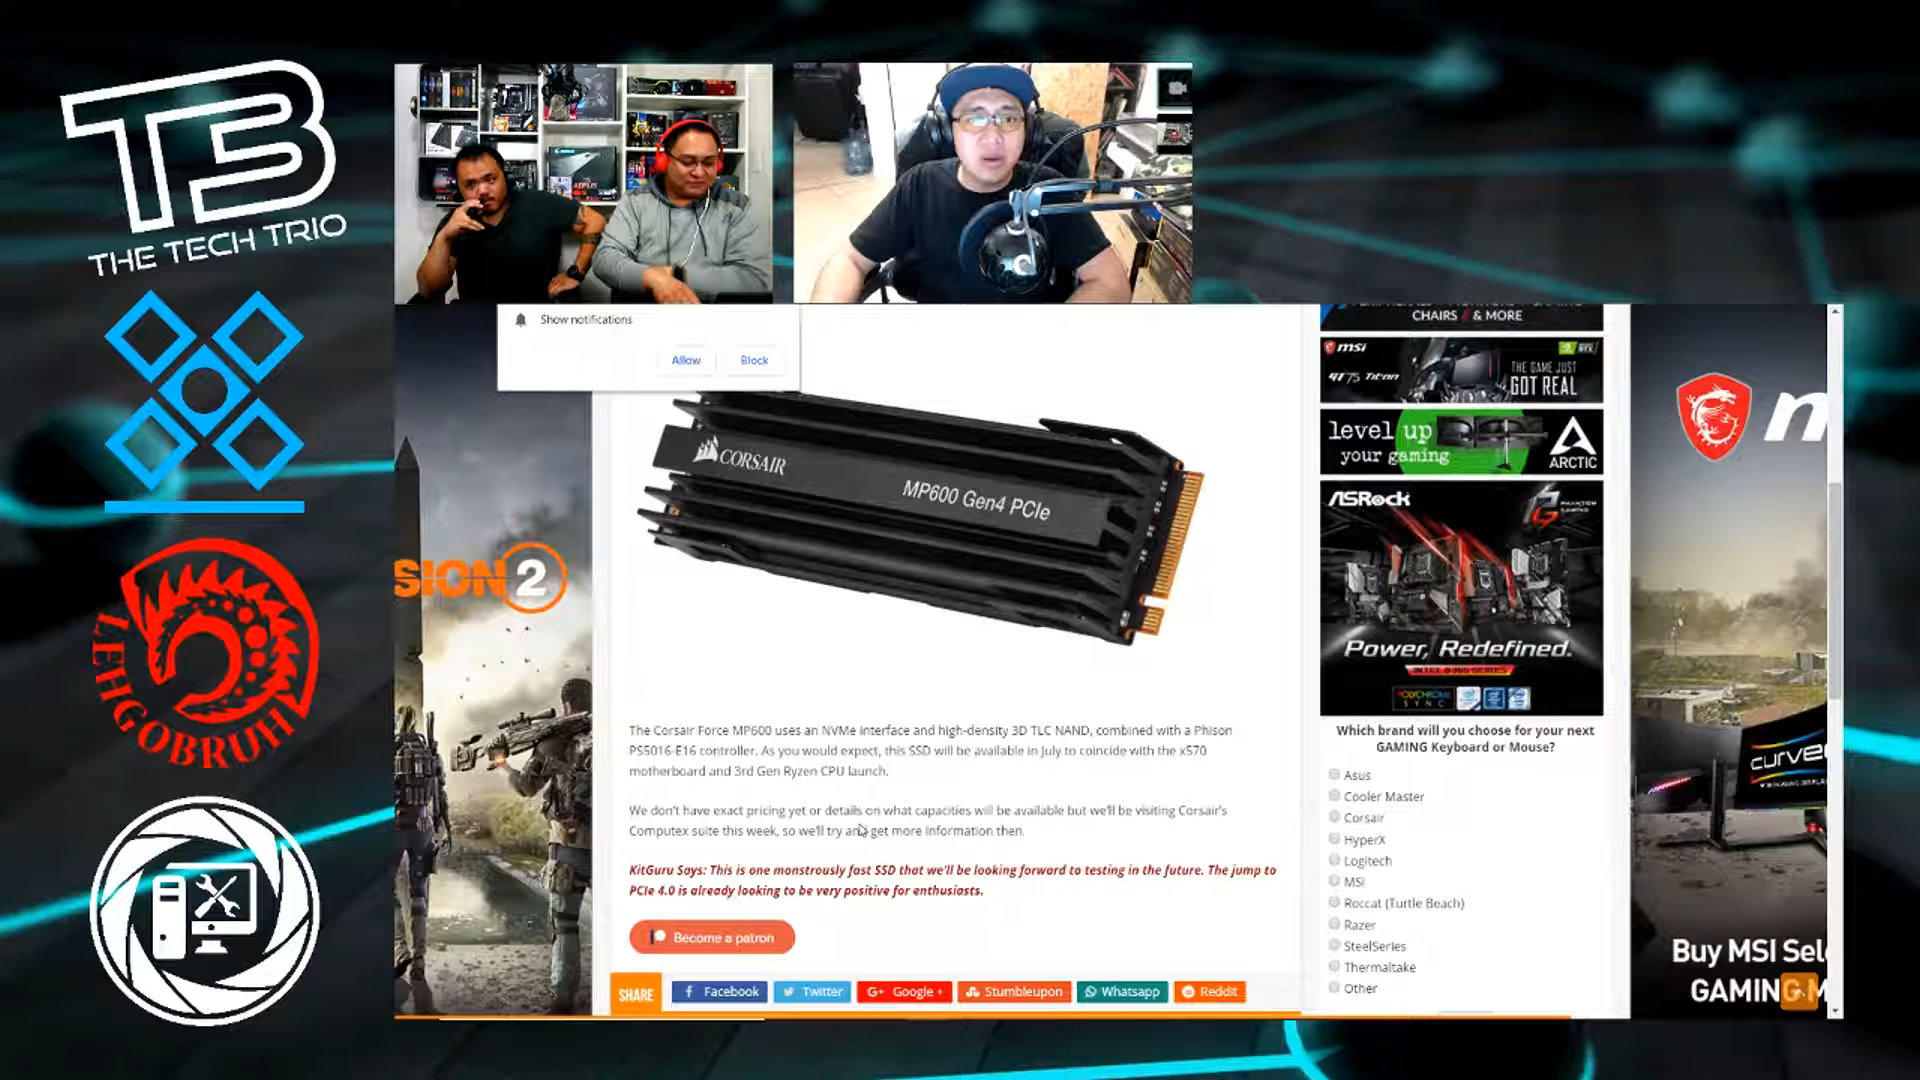 T3
THE TECH TRIO
LEHGOBRUH
Show notifications
Allow
Block
CORSAIR
MP600 Gen4 PCIe
SION 2
The Corsair Force MP600 uses an NVMe interface and high-density 3D TLC NAND, combined with a Phison
PS5016-E16 controller. As you would expect, this SSD will be available in July to coincide with the x570
motherboard and 3rd Gen Ryzen CPU launch.
We don't have exact pricing yet or details on what capacities will be available but we'll be visiting Corsair's
Computex suite this week, so we'll try and get more information then.
KitGuru Says: This is one monstrously fast SSD that we'll be looking forward to testing in the future. The jump to
PCIe 4.0 is already looking to be very positive for enthusiasts.
Become a patron
SHARE
Facebook
Twitter
G+ Google +
Stumbleupon
Whatsapp
Reddit
CHAIRS & MORE
msi
GT75 Titan
RTX
THE GAME JUST
GOT REAL
level up
your gaming
ARCTIC
ASRock
PHANTOM
GAMING
Power, Redefined.
POLYCHROME
SYNC
Which brand will you choose for your next
GAMING Keyboard or Mouse?
Asus
Cooler Master
Corsair
HyperX
Logitech
MSI
Roccat (Turtle Beach)
Razer
SteelSeries
Thermaltake
Other
m
curve
Buy MSI Sel
GAMING M